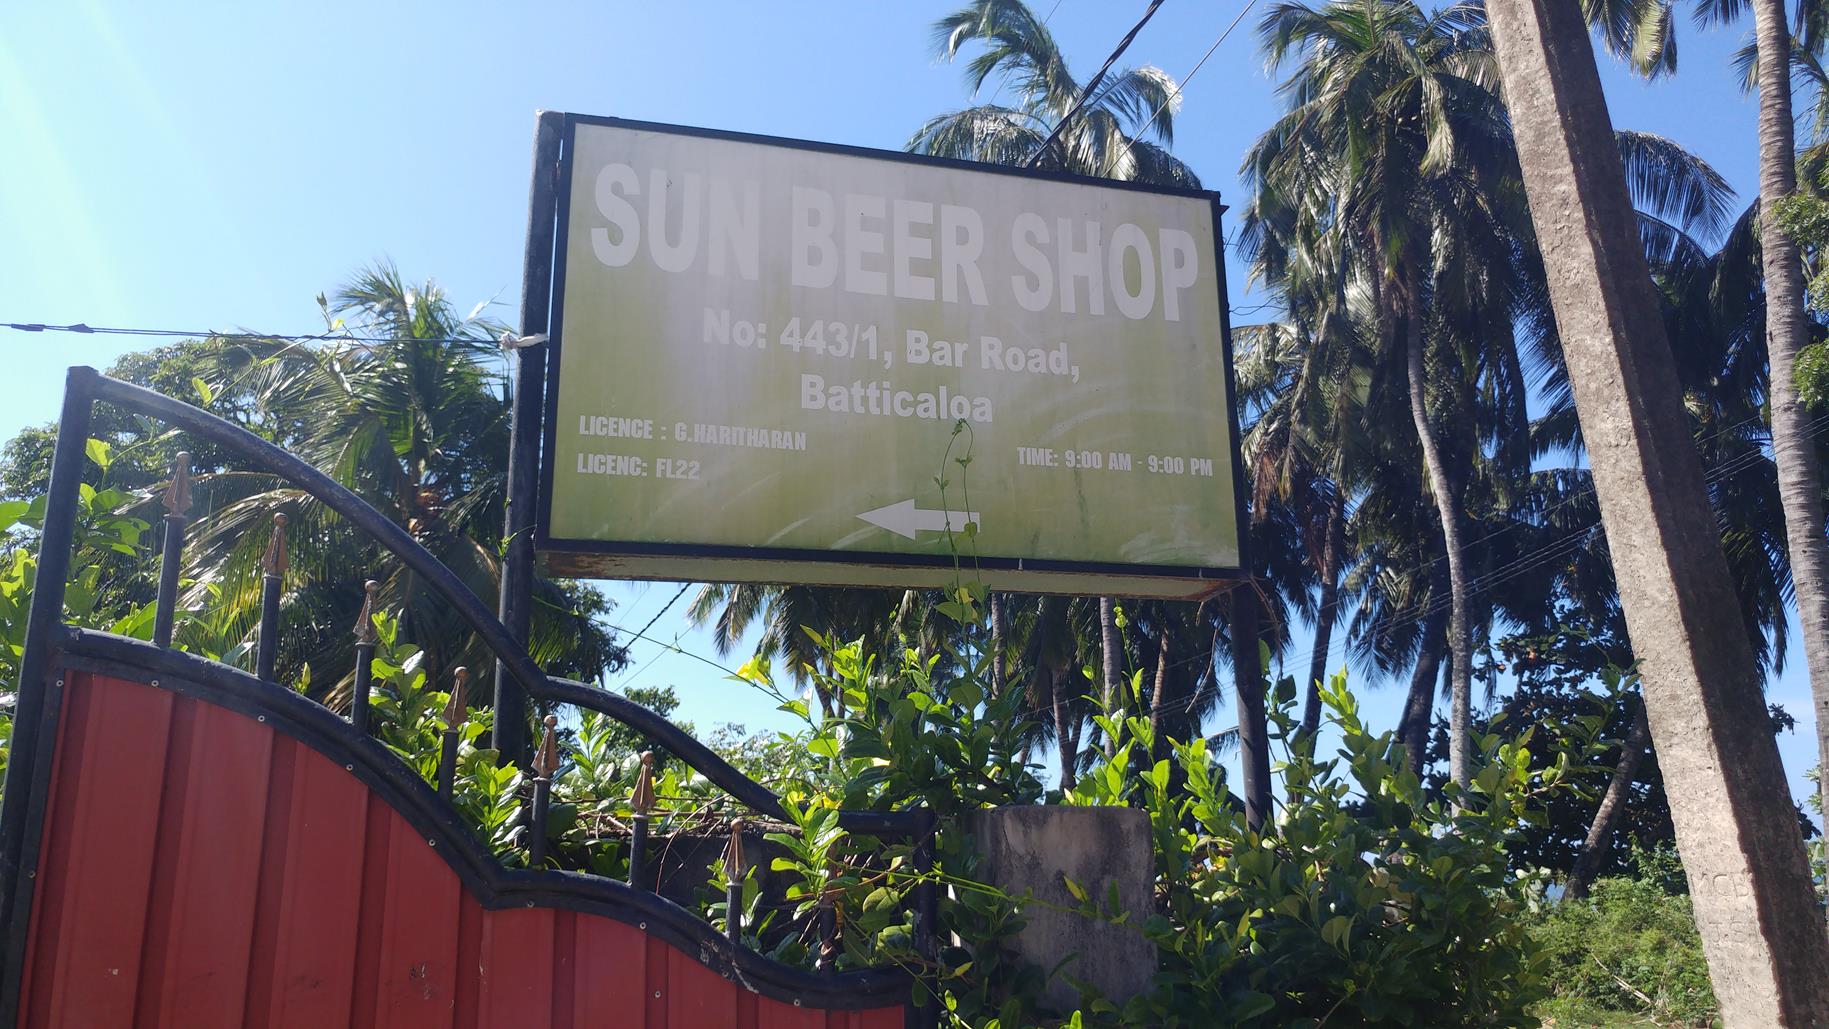 SUN BEER SHOP
No: 443/1, Bar Road,
Batticaloa
LICENCE : G.HARITHARAN
LICENC: FL22
TIME: 9:00 AM - 9:00 PM